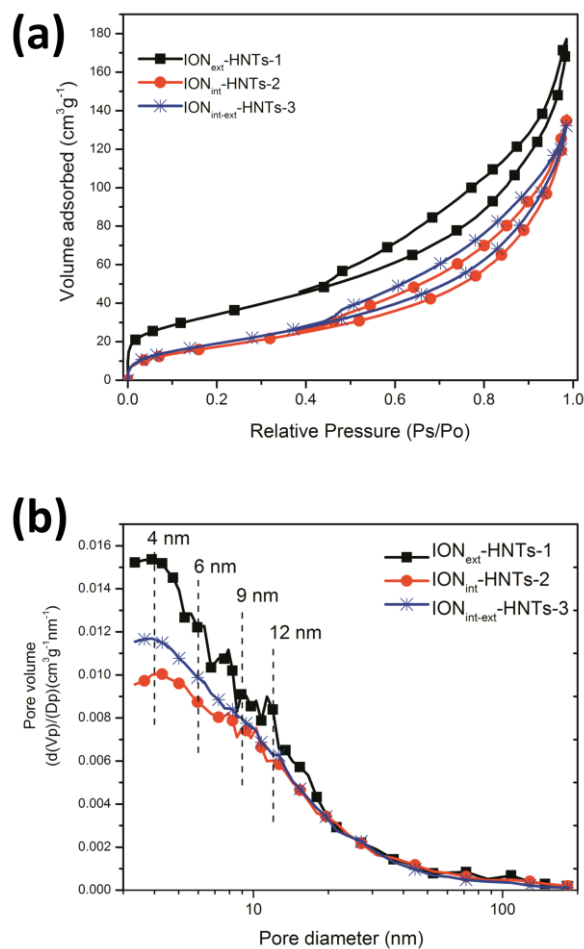 (a)
180
160
140
120
100
80
60
40
20
0
Volume adsorbed (cm³g⁻¹)
IONext-HNTs-1
IONint-HNTs-2
IONint-ext-HNTs-3
0.0 0.2 0.4 0.6 0.8 1.0
Relative Pressure (Ps/Po)
(b)
0.016
0.014
0.012
0.010
0.008
0.006
0.004
0.002
0.000
Pore volume
(d(Vp)/(Dp)(cm³g⁻¹nm⁻¹)
4 nm
6 nm
9 nm
12 nm
IONext-HNTs-1
IONint-HNTs-2
IONint-ext-HNTs-3
10 100
Pore diameter (nm)